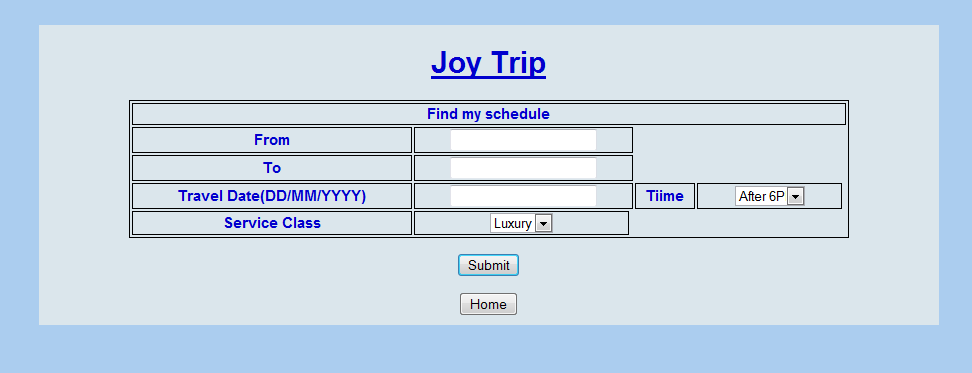 Joy Trip
Find my schedule
From
To
Travel Date(DD/MM/YYYY) Tiime After 6P
Service Class Luxury
Submit
Home